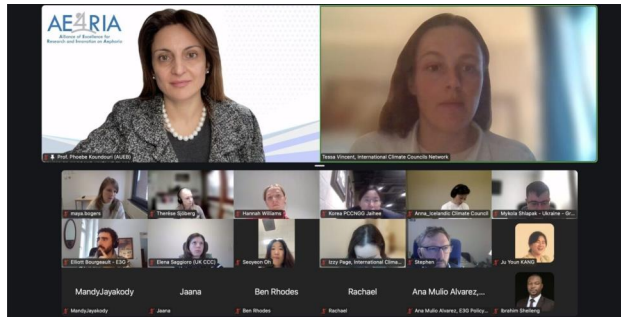 AE4RIA
Alliance of Excellence for
Research and Innovation on Aephoria
Prof. Phoebe Koundouri (AUEB)
Tessa Vincent, International Climate Councils Network
maya.bogers
Therése Sjöberg
Hannah Williams
Korea PCCNGG Jaihee
Anna_Icelandic Climate Council
Mykola Shlapak - Ukraine - Gr...
Elliott Bourgeault - E3G
Elena Saggioro (UK CCC)
Seoyeon Oh
Izzy Page, International Clima...
Stephen
Ju Youn KANG
MandyJayakody
Jaana
Ben Rhodes
Rachael
Ana Mulio Alvarez,...
MandyJayakody
Jaana
Ben Rhodes
Rachael
Ana Mulio Alvarez, E3G Policy...
Ibrahim Shelleng